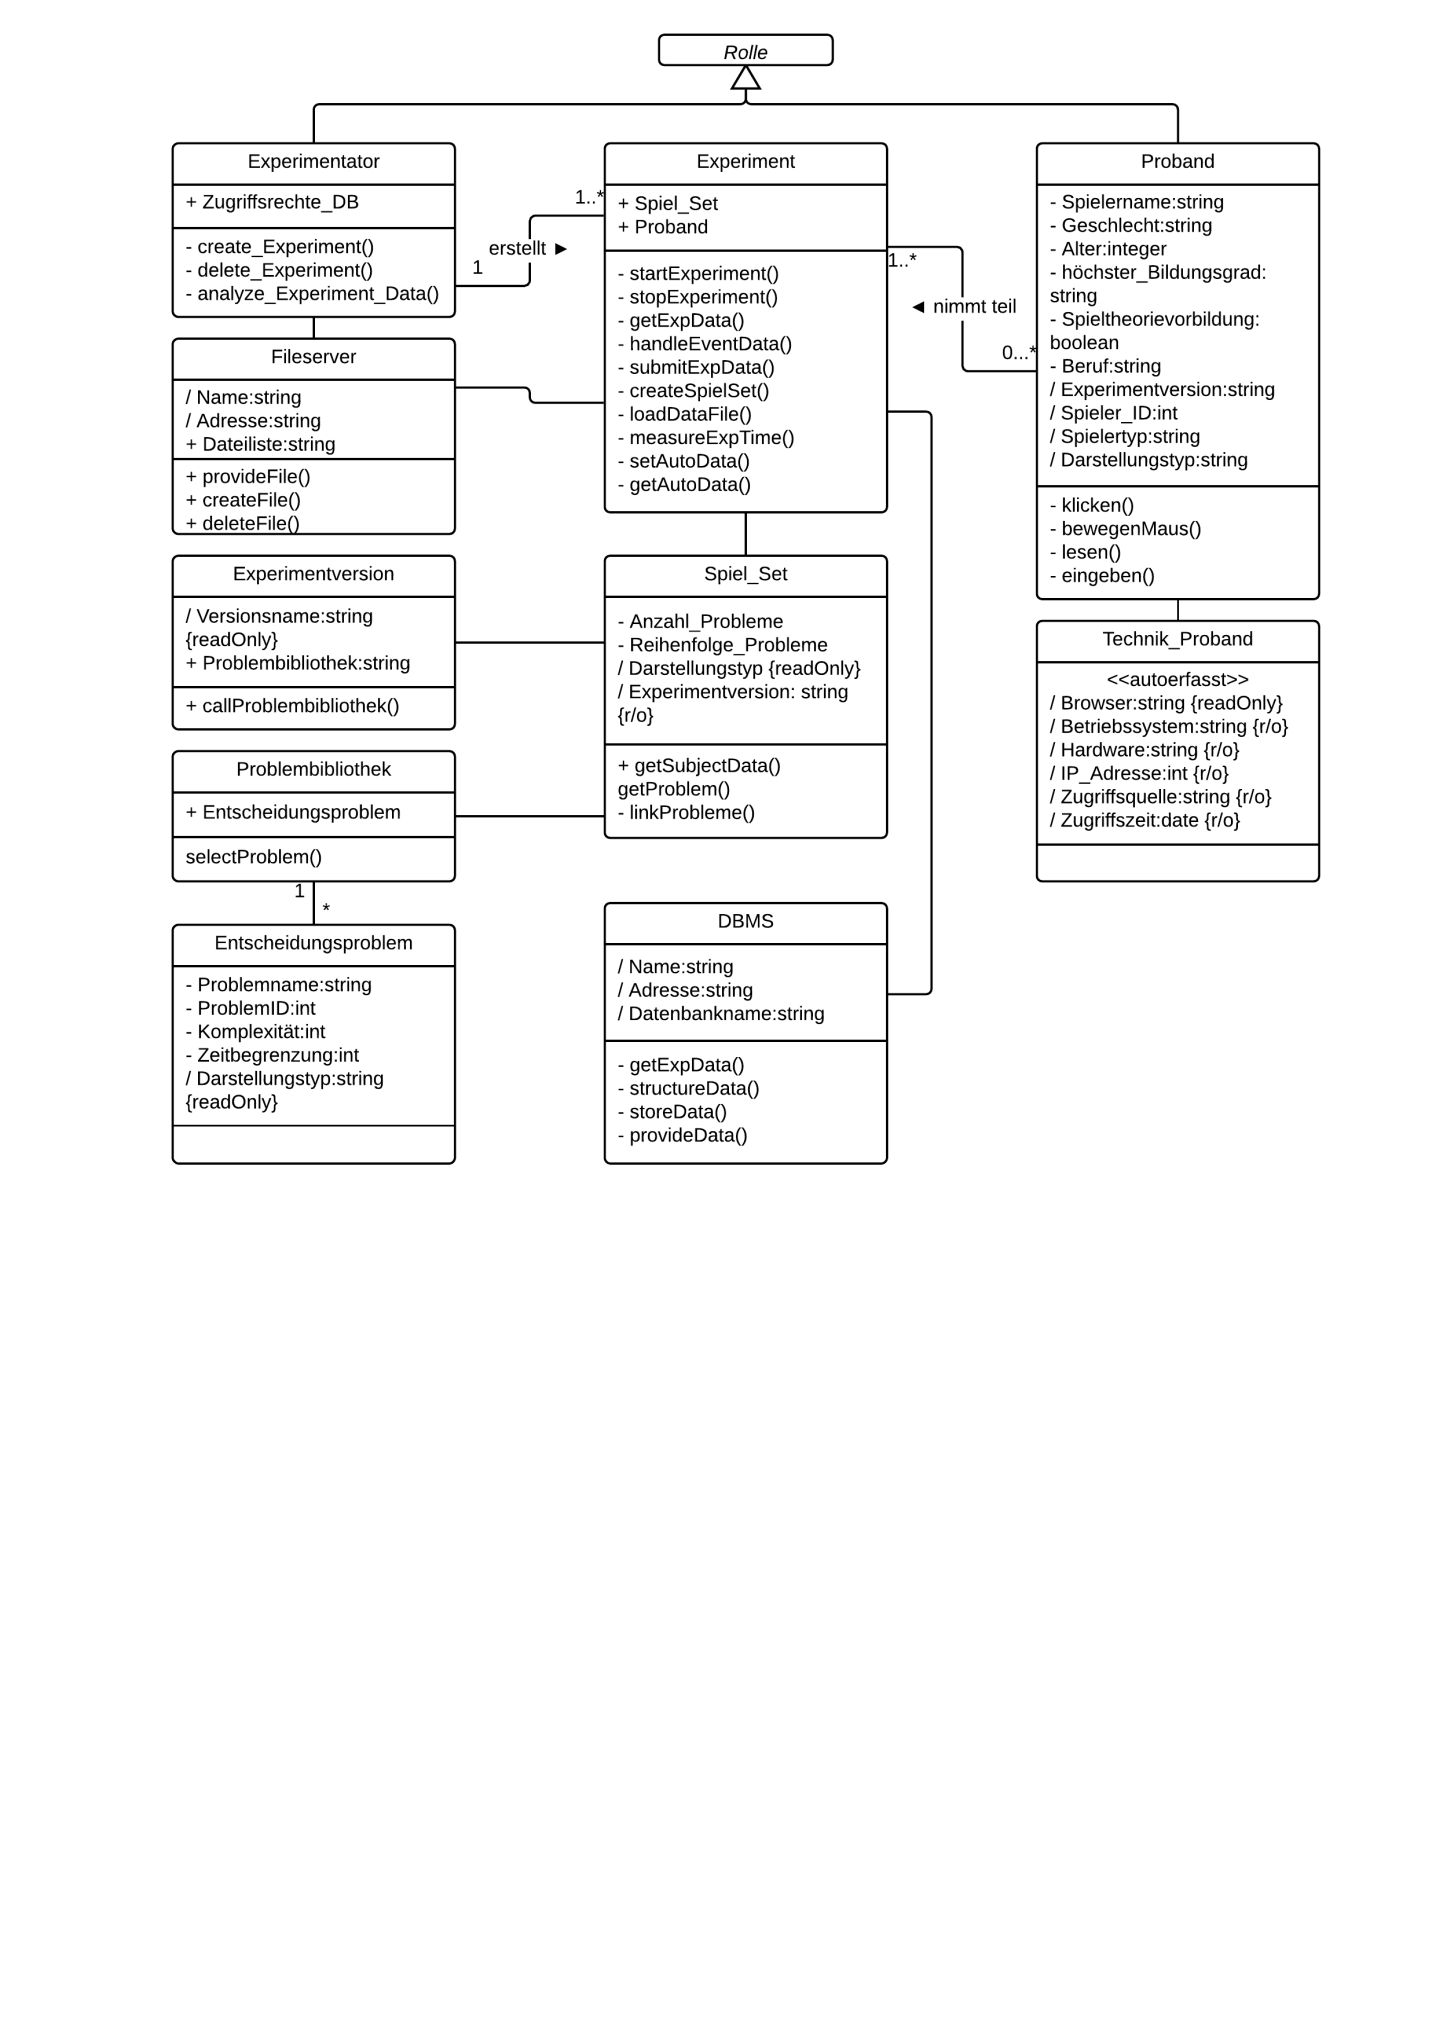 Rolle
Experimentator
+ Zugriffsrechte_DB
- create_Experiment()
- delete_Experiment()
- analyze_Experiment_Data()
1
erstellt ►
1..*
Experiment
+ Spiel_Set
+ Proband
- startExperiment()
- stopExperiment()
- getExpData()
- handleEventData()
- submitExpData()
- createSpielSet()
- loadDataFile()
- measureExpTime()
- setAutoData()
- getAutoData()
1..*
◄ nimmt teil
0...*
Proband
- Spielername:string
- Geschlecht:string
- Alter:integer
- höchster_Bildungsgrad:
string
- Spieltheorievorbildung:
boolean
- Beruf:string
/ Experimentversion:string
/ Spieler_ID:int
/ Spielertyp:string
/ Darstellungstyp:string
- klicken()
- bewegenMaus()
- lesen()
- eingeben()
Fileserver
/ Name:string
/ Adresse:string
+ Dateiliste:string
+ provideFile()
+ createFile()
+ deleteFile()
Experimentversion
/ Versionsname:string
{readOnly}
+ Problembibliothek:string
+ callProblembibliothek()
Spiel_Set
- Anzahl_Probleme
- Reihenfolge_Probleme
/ Darstellungstyp {readOnly}
/ Experimentversion: string
{r/o}
+ getSubjectData()
getProblem()
- linkProbleme()
Technik_Proband
<<autoerfasst>>
/ Browser:string {readOnly}
/ Betriebssystem:string {r/o}
/ Hardware:string {r/o}
/ IP_Adresse:int {r/o}
/ Zugriffsquelle:string {r/o}
/ Zugriffszeit:date {r/o}
Problembibliothek
+ Entscheidungsproblem
selectProblem()
1
*
Entscheidungsproblem
- Problemname:string
- ProblemID:int
- Komplexität:int
- Zeitbegrenzung:int
/ Darstellungstyp:string
{readOnly}
DBMS
/ Name:string
/ Adresse:string
/ Datenbankname:string
- getExpData()
- structureData()
- storeData()
- provideData()